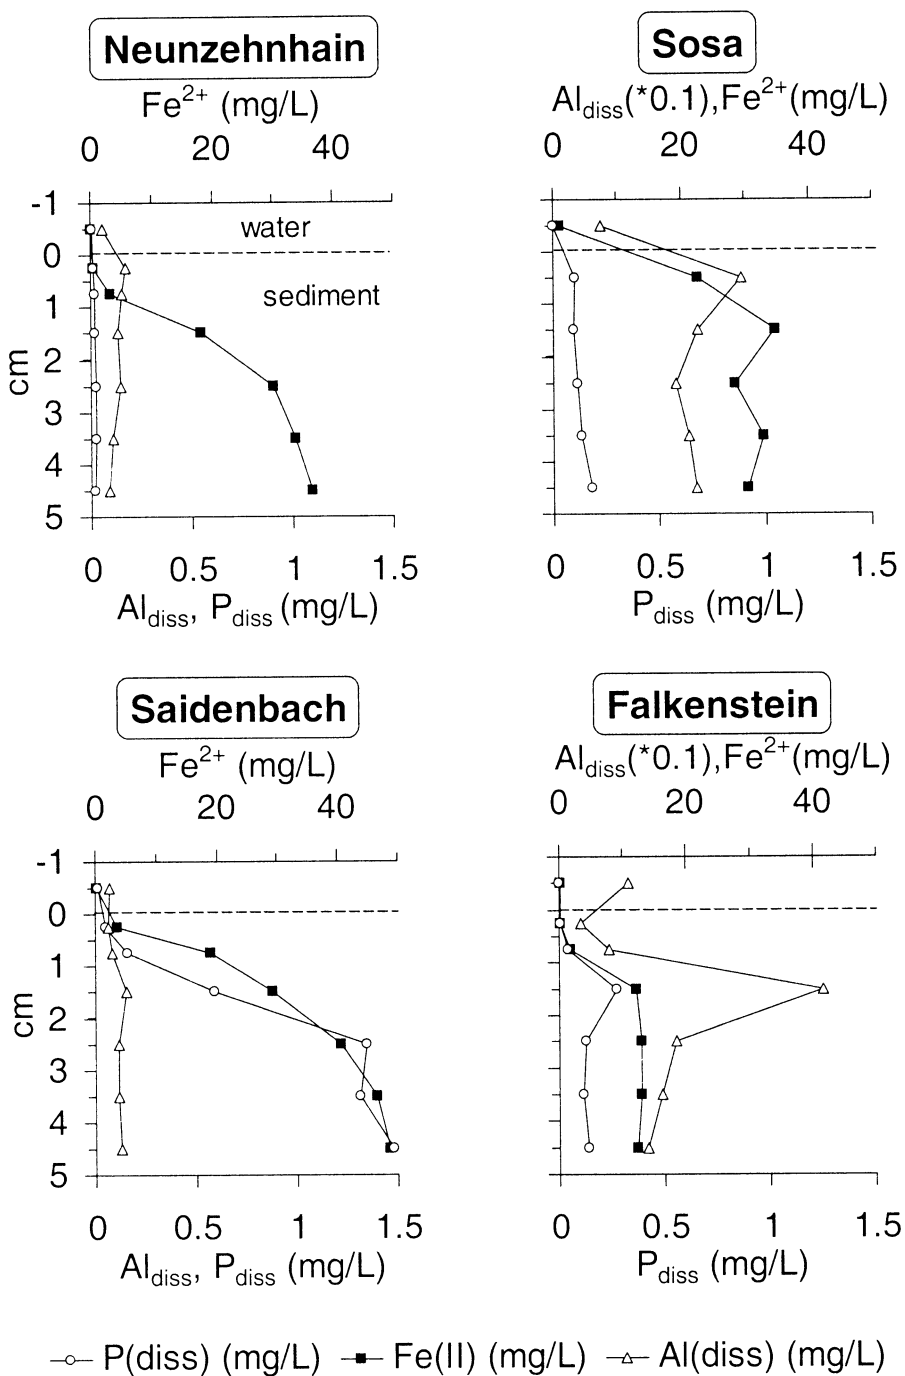 Neunzehnhain
Fe2+ (mg/L)
0 20 40
-1
0
1
2
3
4
5
cm
water
sediment
0 0.5 1 1.5
Aldiss, Pdiss (mg/L)
Sosa
Aldiss(*0.1),Fe2+(mg/L)
0 20 40
0 0.5 1 1.5
Pdiss (mg/L)
Saidenbach
Fe2+ (mg/L)
0 20 40
-1
0
1
2
3
4
5
cm
0 0.5 1 1.5
Aldiss, Pdiss (mg/L)
Falkenstein
Aldiss(*0.1),Fe2+(mg/L)
0 20 40
0 0.5 1 1.5
Pdiss (mg/L)
P(diss) (mg/L) Fe(II) (mg/L) Al(diss) (mg/L)